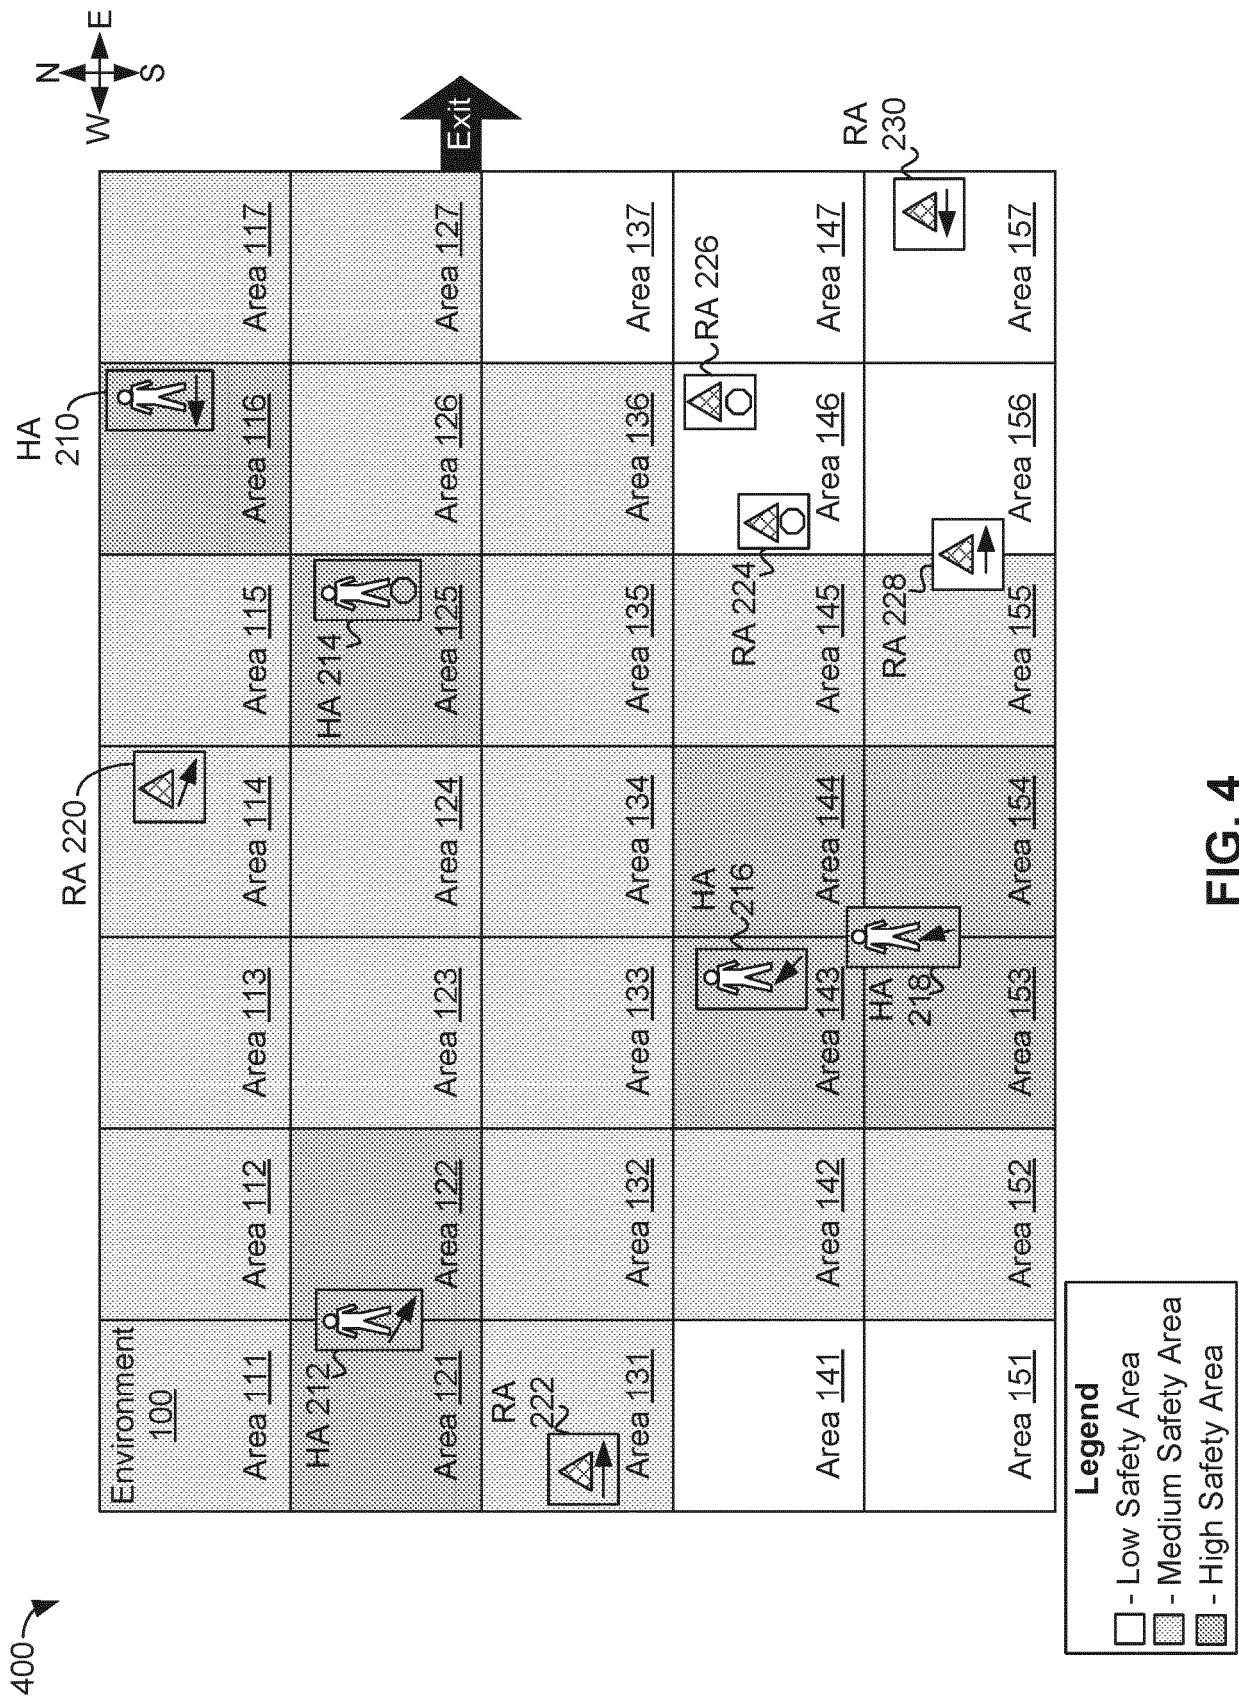 400
N
W
E
S
HA
210
RA 220
Environment
100
Area 111
Area 112
Area 113
Area 114
Area 115
Area 116
Area 117
HA 212
HA 214
Area 121
Area 122
Area 123
Area 124
Area 125
Area 126
Area 127
Exit
RA
222
Area 131
Area 132
Area 133
Area 134
Area 135
Area 136
Area 137
HA
216
RA 224
RA 226
Area 141
Area 142
Area 143
Area 144
Area 145
Area 146
Area 147
HA
218
RA 228
RA
230
Area 151
Area 152
Area 153
Area 154
Area 155
Area 156
Area 157
Legend
- Low Safety Area
- Medium Safety Area
- High Safety Area
FIG. 4